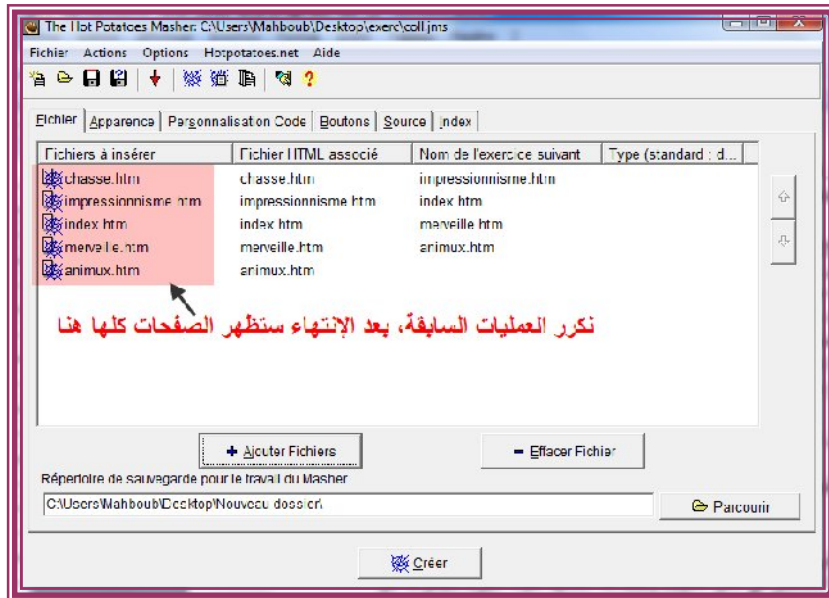 The Hot Potatoes Masher: C:\Users\Mahboub\Desktop\exerc\coll.jms
Fichier Actions Options Hotpotatoes.net Aide
Fichier Apparence Personnalisation Code Boutons Source Index
Fichiers à insérer Fichier HTML associé Nom de l'exercice suivant Type (standard : d...
chasse.htm chasse.htm impressionnisme.htm
impressionnisme.htm impressionnisme.htm index.htm
index.htm index.htm merveille.htm
merveille.htm merveille.htm animux.htm
animux.htm animux.htm
نكرر العمليات السابقة، بعد الإنتهاء ستظهر الصفحات كلها هنا
+ Ajouter Fichiers - Effacer Fichier
Répertoire de sauvegarde pour le travail du Masher
C:\Users\Mahboub\Desktop\Nouveau dossier\ Parcourir
Créer